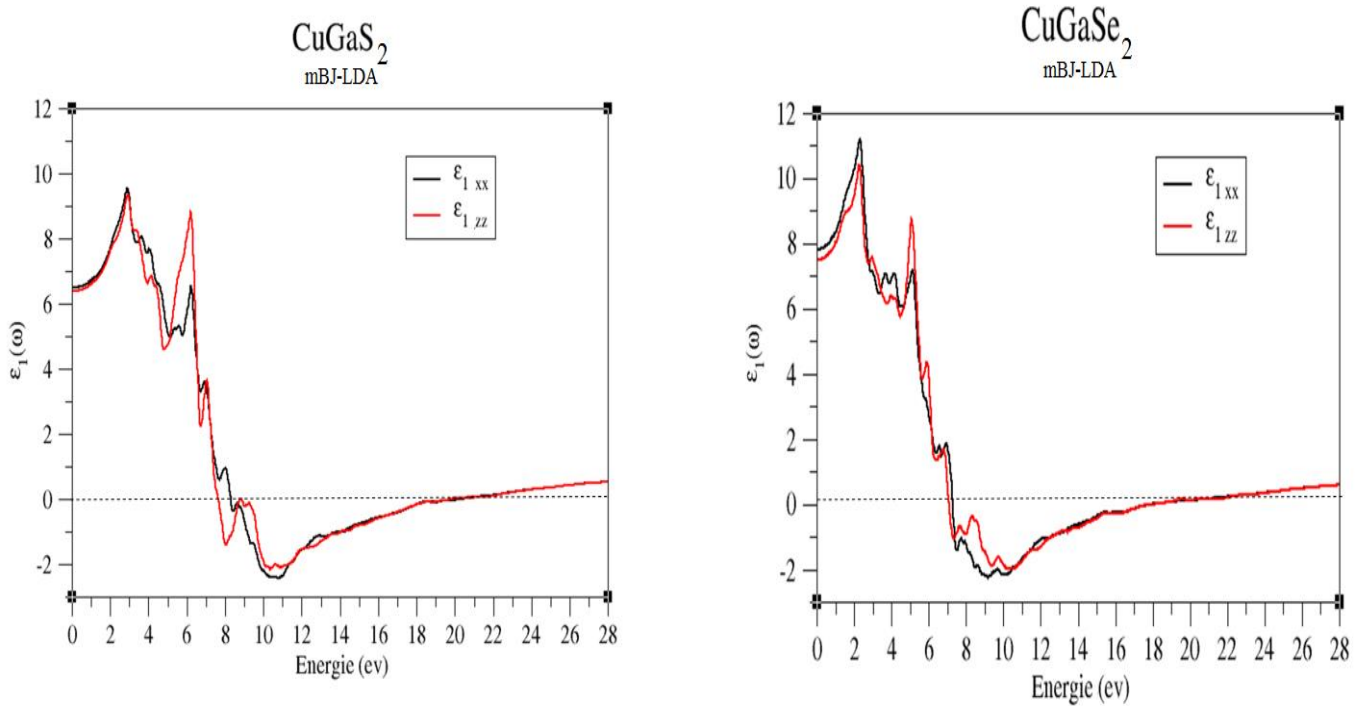 CuGaS2
mBJ-LDA
12
10
8
6
4
2
0
-2
ε1(ω)
ε1 xx
ε1 zz
0 2 4 6 8 10 12 14 16 18 20 22 24 26 28
Energie (ev)
CuGaSe2
mBJ-LDA
12
10
8
6
4
2
0
-2
ε1(ω)
ε1 xx
ε1 zz
0 2 4 6 8 10 12 14 16 18 20 22 24 26 28
Energie (ev)